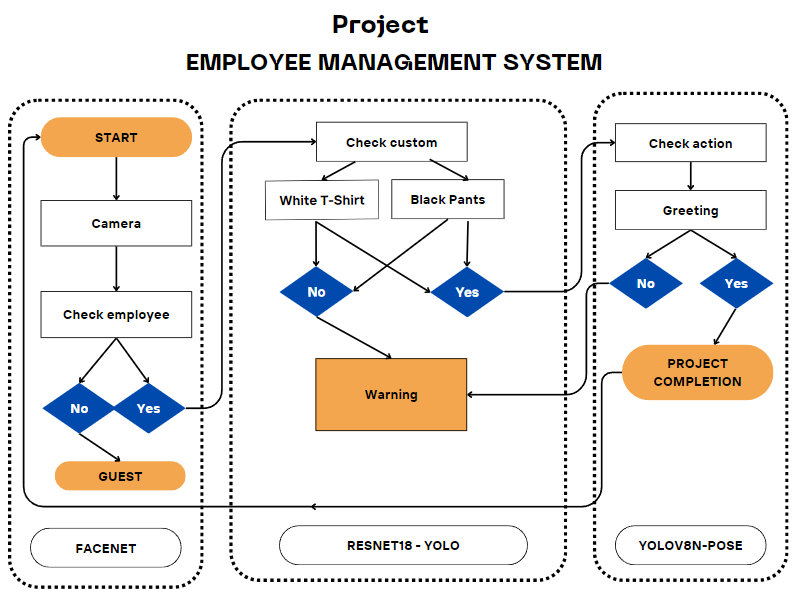 Project
EMPLOYEE MANAGEMENT SYSTEM
START
Camera
Check employee
No
Yes
GUEST
FACENET
Check custom
White T-Shirt
Black Pants
No
Yes
Warning
RESNET18 - YOLO
Check action
Greeting
No
Yes
PROJECT
COMPLETION
YOLOV8N-POSE